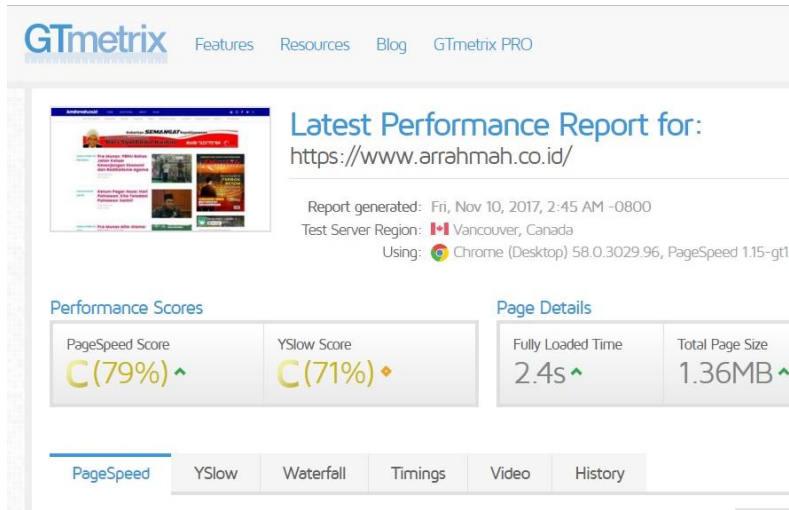 GTmetrix Features Resources Blog GTmetrix PRO
Latest Performance Report for:
https://www.arrahmah.co.id/
Report generated: Fri, Nov 10, 2017, 2:45 AM -0800
Test Server Region: Vancouver, Canada
Using: Chrome (Desktop) 58.0.3029.96, PageSpeed 1.15-gt1
Performance Scores
Page Details
PageSpeed Score YSlow Score Fully Loaded Time Total Page Size
C (79%) C (71%) 2.4s 1.36MB
PageSpeed YSlow Waterfall Timings Video History